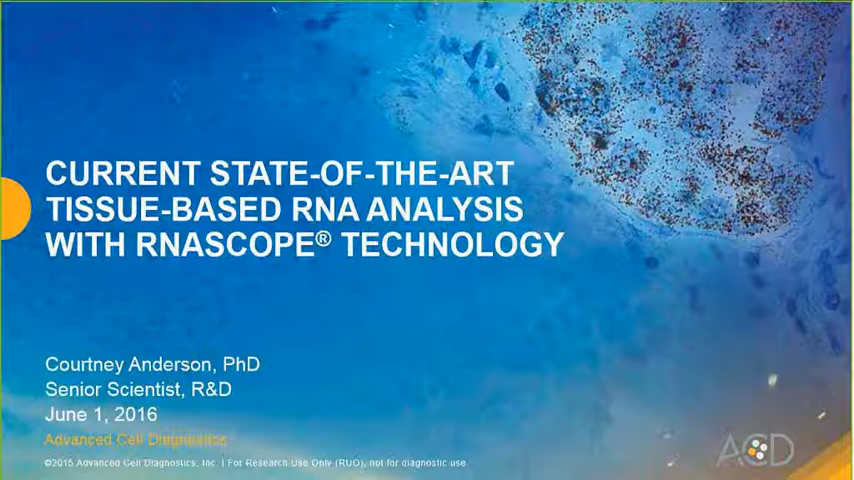 CURRENT STATE-OF-THE-ART
TISSUE-BASED RNA ANALYSIS
WITH RNASCOPE® TECHNOLOGY
Courtney Anderson, PhD
Senior Scientist, R&D
June 1, 2016
Advanced Cell Diagnostics
©2015 Advanced Cell Diagnostics, Inc. | For Research Use Only (RUO), not for diagnostic use.
ACD